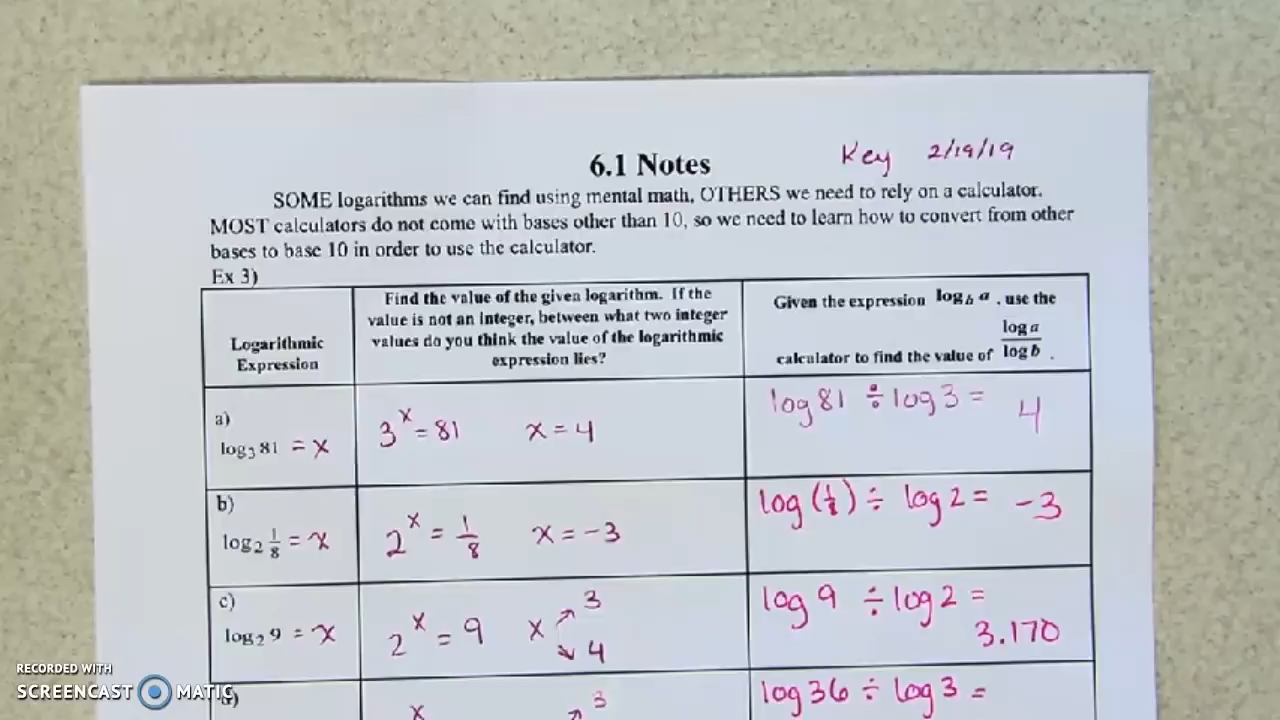 6.1 Notes
Key 2/19/19
SOME logarithms we can find using mental math, OTHERS we need to rely on a calculator.
MOST calculators do not come with bases other than 10, so we need to learn how to convert from other
bases to base 10 in order to use the calculator.
Ex 3)
Logarithmic
Expression
Find the value of the given logarithm. If the
value is not an integer, between what two integer
values do you think the value of the logarithmic
expression lies?
Given the expression log_b a , use the
calculator to find the value of log a / log b .
a)
log₃ 81 = x
3^x = 81 x = 4
log 81 ÷ log 3 = 4
b)
log₂ 1/8 = x
2^x = 1/8 x = -3
log (1/8) ÷ log 2 = -3
c)
log₂ 9 = x
2^x = 9 x ↗ 3
↘ 4
log 9 ÷ log 2 =
3.170
x ↗ 3
log 36 ÷ log 3 =
RECORDED WITH
SCREENCAST MATIC